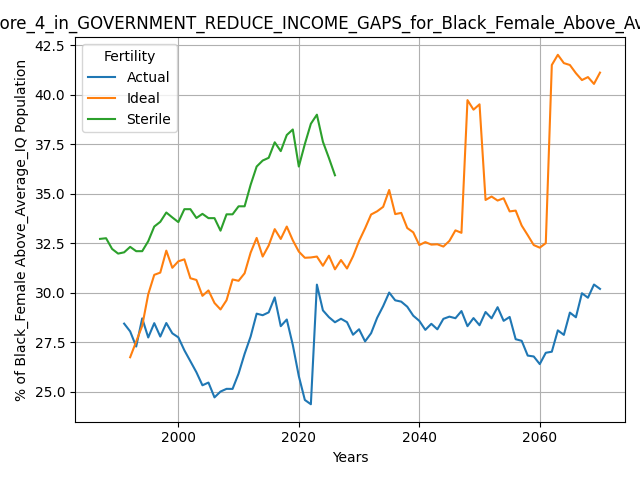 ore_4_in_GOVERNMENT_REDUCE_INCOME_GAPS_for_Black_Female_Above_Av
Fertility
Actual
Ideal
Sterile
% of Black_Female Above_Average_IQ Population
42.5
40.0
37.5
35.0
32.5
30.0
27.5
25.0
2000
2020
2040
2060
Years